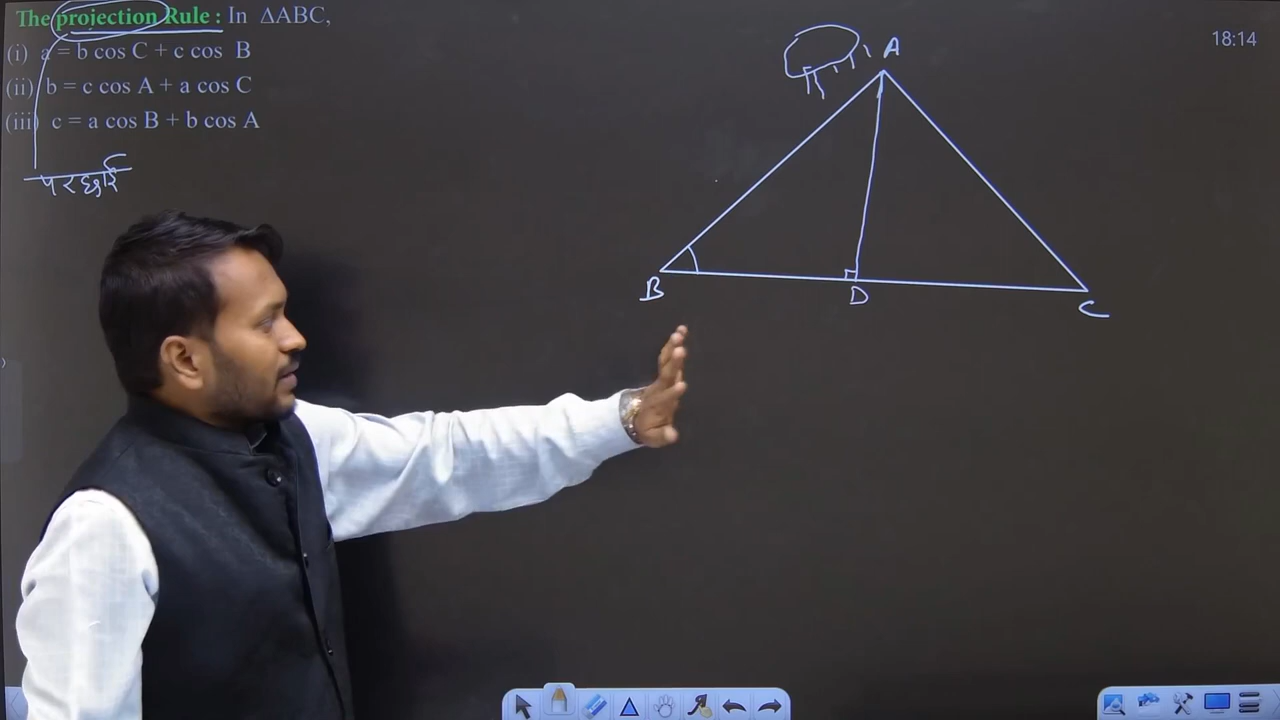 The projection Rule : In ΔABC,
(i) a = b cos C + c cos B
(ii) b = c cos A + a cos C
(iii) c = a cos B + b cos A
परछाई
18:14
A
B
D
C